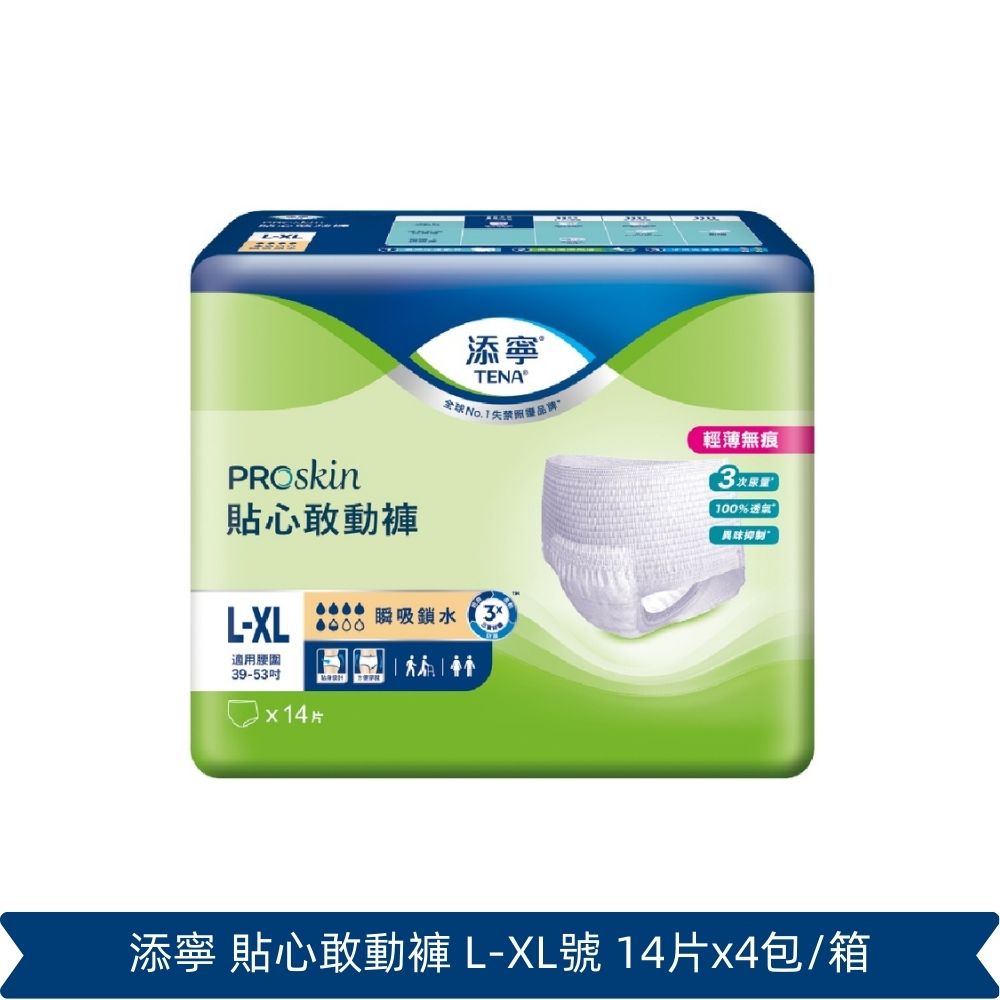 L-XL
添寧
TENA®
全球No.1失禁照護品牌*
輕薄無痕
PROskin
貼心敢動褲
3次尿量*
100%透氣*
異味抑制*
L-XL
瞬吸鎖水
3x
適用腰圍
39-53吋
x 14片
添寧 貼心敢動褲 L-XL號 14片x4包/箱